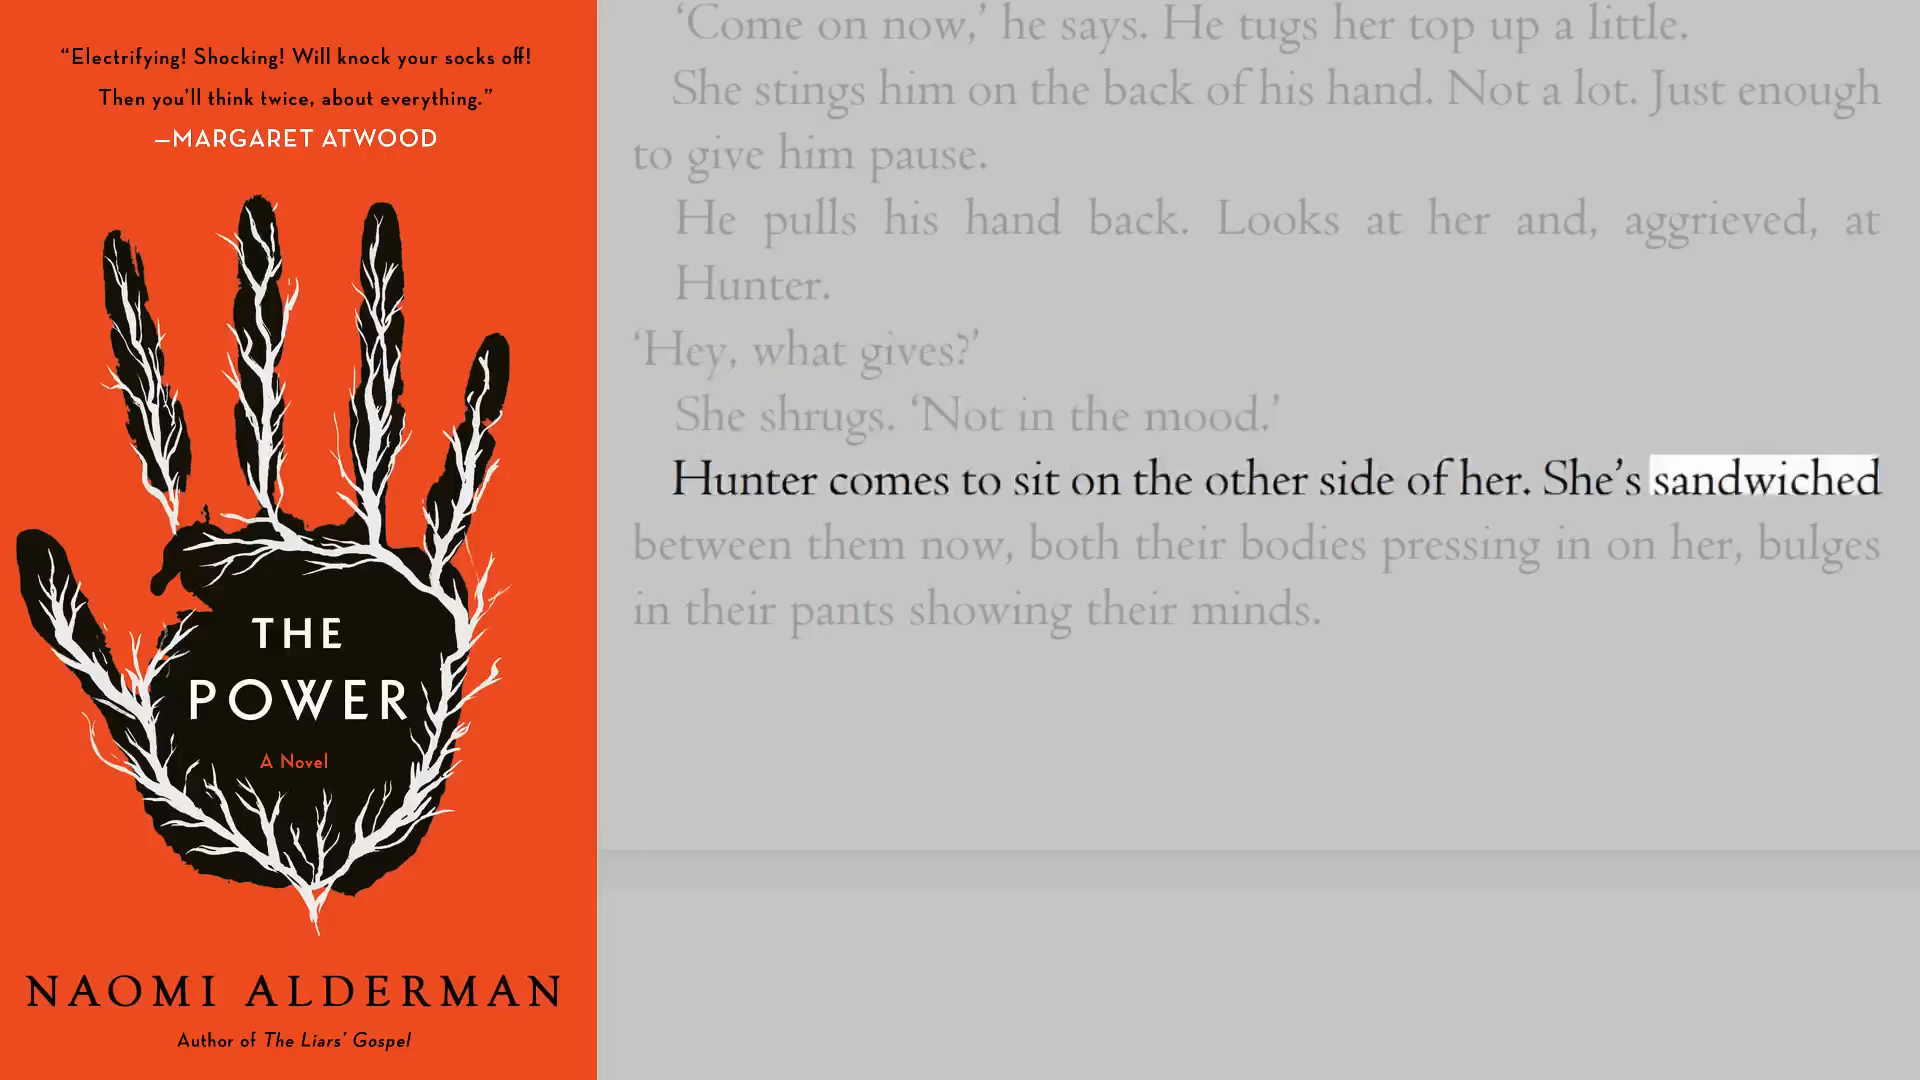 “Electrifying! Shocking! Will knock your socks off!
Then you’ll think twice, about everything.”
—MARGARET ATWOOD
THE
POWER
A Novel
NAOMI ALDERMAN
Author of The Liars’ Gospel
‘Come on now,’ he says. He tugs her top up a little.
She stings him on the back of his hand. Not a lot. Just enough
to give him pause.
He pulls his hand back. Looks at her and, aggrieved, at
Hunter.
‘Hey, what gives?’
She shrugs. ‘Not in the mood.’
Hunter comes to sit on the other side of her. She’s sandwiched
between them now, both their bodies pressing in on her, bulges
in their pants showing their minds.